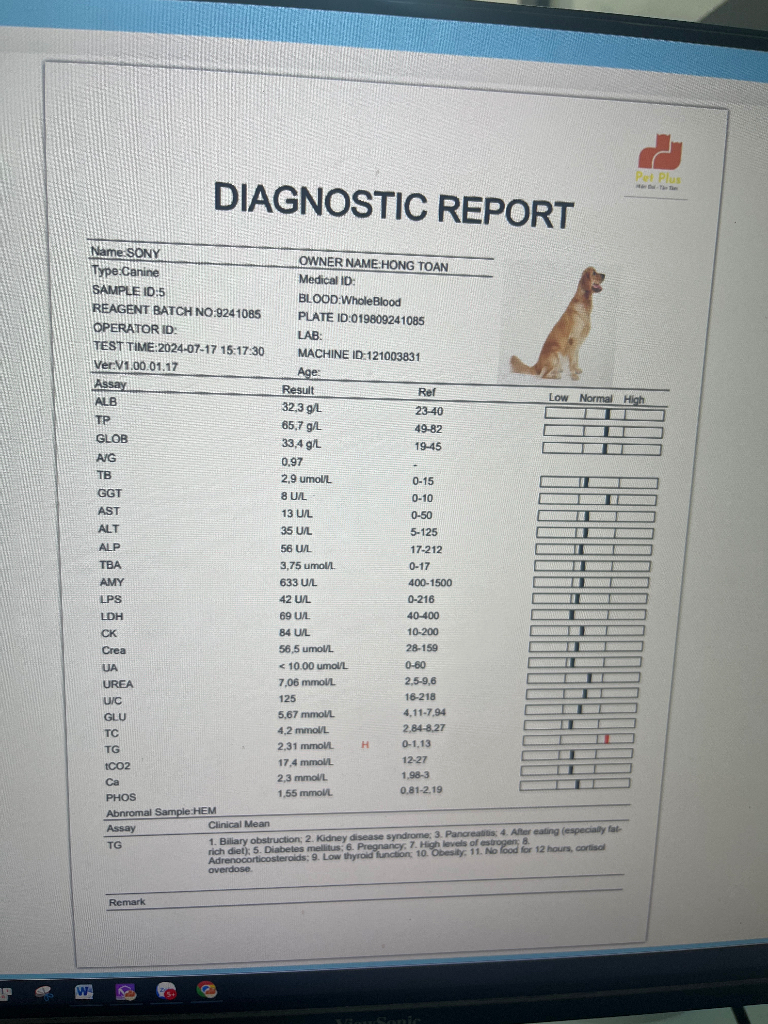 Pet Plus
DIAGNOSTIC REPORT
Name:SONY OWNER NAME:HONG TOAN
Type:Canine Medical ID:
SAMPLE ID:5 BLOOD:WholeBlood
REAGENT BATCH NO:9241085 PLATE ID:019809241085
OPERATOR ID: LAB:
TEST TIME:2024-07-17 15:17:30 MACHINE ID:121003831
Ver:V1.00.01.17 Age:
Assay Result Ref Low Normal High
ALB 32,3 g/L 23-40
TP 65,7 g/L 49-82
GLOB 33,4 g/L 19-45
A/G 0,97 -
TB 2,9 umol/L 0-15
GGT 8 U/L 0-10
AST 13 U/L 0-50
ALT 35 U/L 5-125
ALP 56 U/L 17-212
TBA 3,75 umol/L 0-17
AMY 633 U/L 400-1500
LPS 42 U/L 0-216
LDH 69 U/L 40-400
CK 84 U/L 10-200
Crea 56,5 umol/L 28-159
UA < 10.00 umol/L 0-60
UREA 7,06 mmol/L 2,5-9,6
U/C 125 16-218
GLU 5,67 mmol/L 4,11-7,94
TC 4,2 mmol/L 2,84-8,27
TG 2,31 mmol/L H 0-1,13
tCO2 17,4 mmol/L 12-27
Ca 2,3 mmol/L 1,98-3
PHOS 1,55 mmol/L 0,81-2,19
Abnromal Sample:HEM
Assay Clinical Mean
TG 1. Biliary obstruction; 2. Kidney disease syndrome; 3. Pancreatitis; 4. After eating (especially fat-
rich diet); 5. Diabetes mellitus; 6. Pregnancy; 7. High levels of estrogen; 8.
Adrenocorticosteroids; 9. Low thyroid function; 10. Obesity; 11. No food for 12 hours, cortisol
overdose.
Remark
ViewSonic